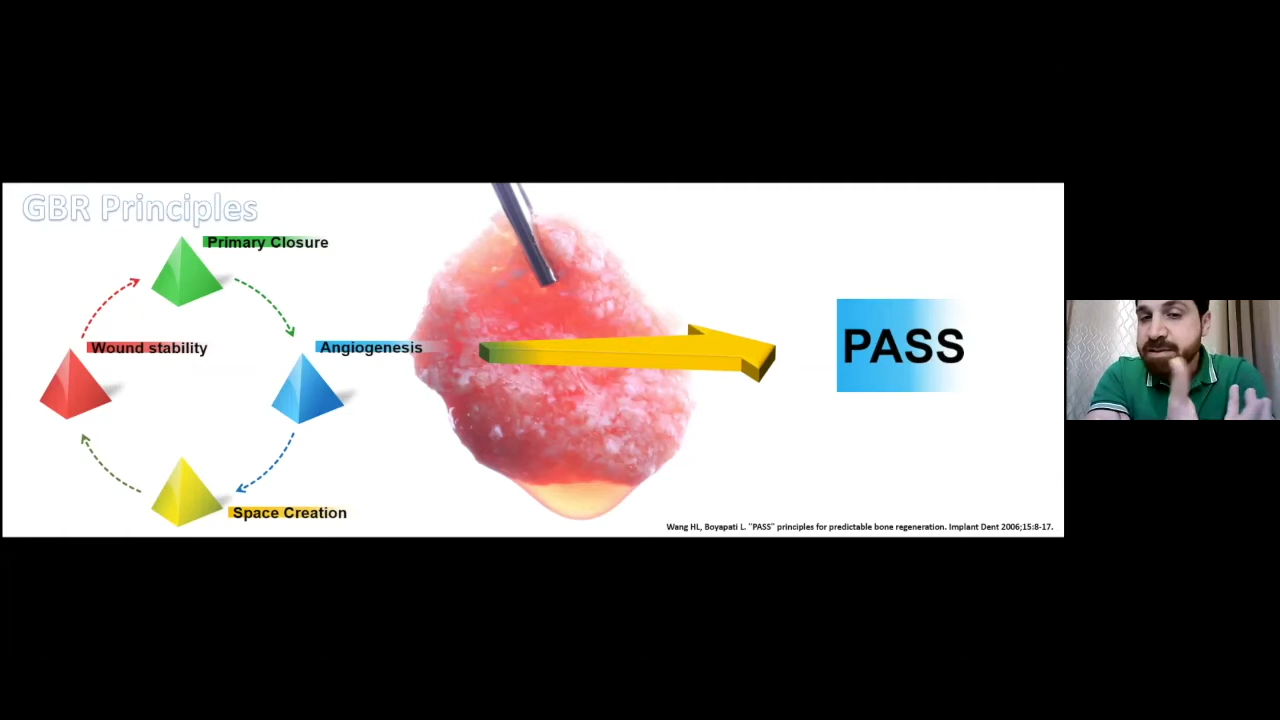 GBR Principles
Primary Closure
Wound stability
Angiogenesis
Space Creation
PASS
Wang HL, Boyapati L. "PASS" principles for predictable bone regeneration. Implant Dent 2006;15:8-17.